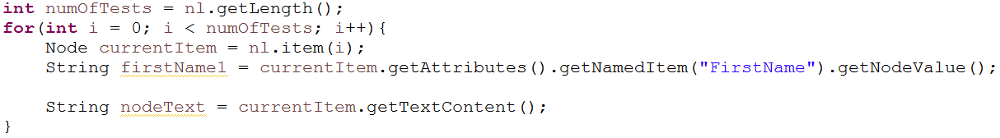 int numOfTests = nl.getLength();
for(int i = 0; i < numOfTests; i++){
    Node currentItem = nl.item(i);
    String firstName1 = currentItem.getAttributes().getNamedItem("FirstName").getNodeValue();

    String nodeText = currentItem.getTextContent();
}